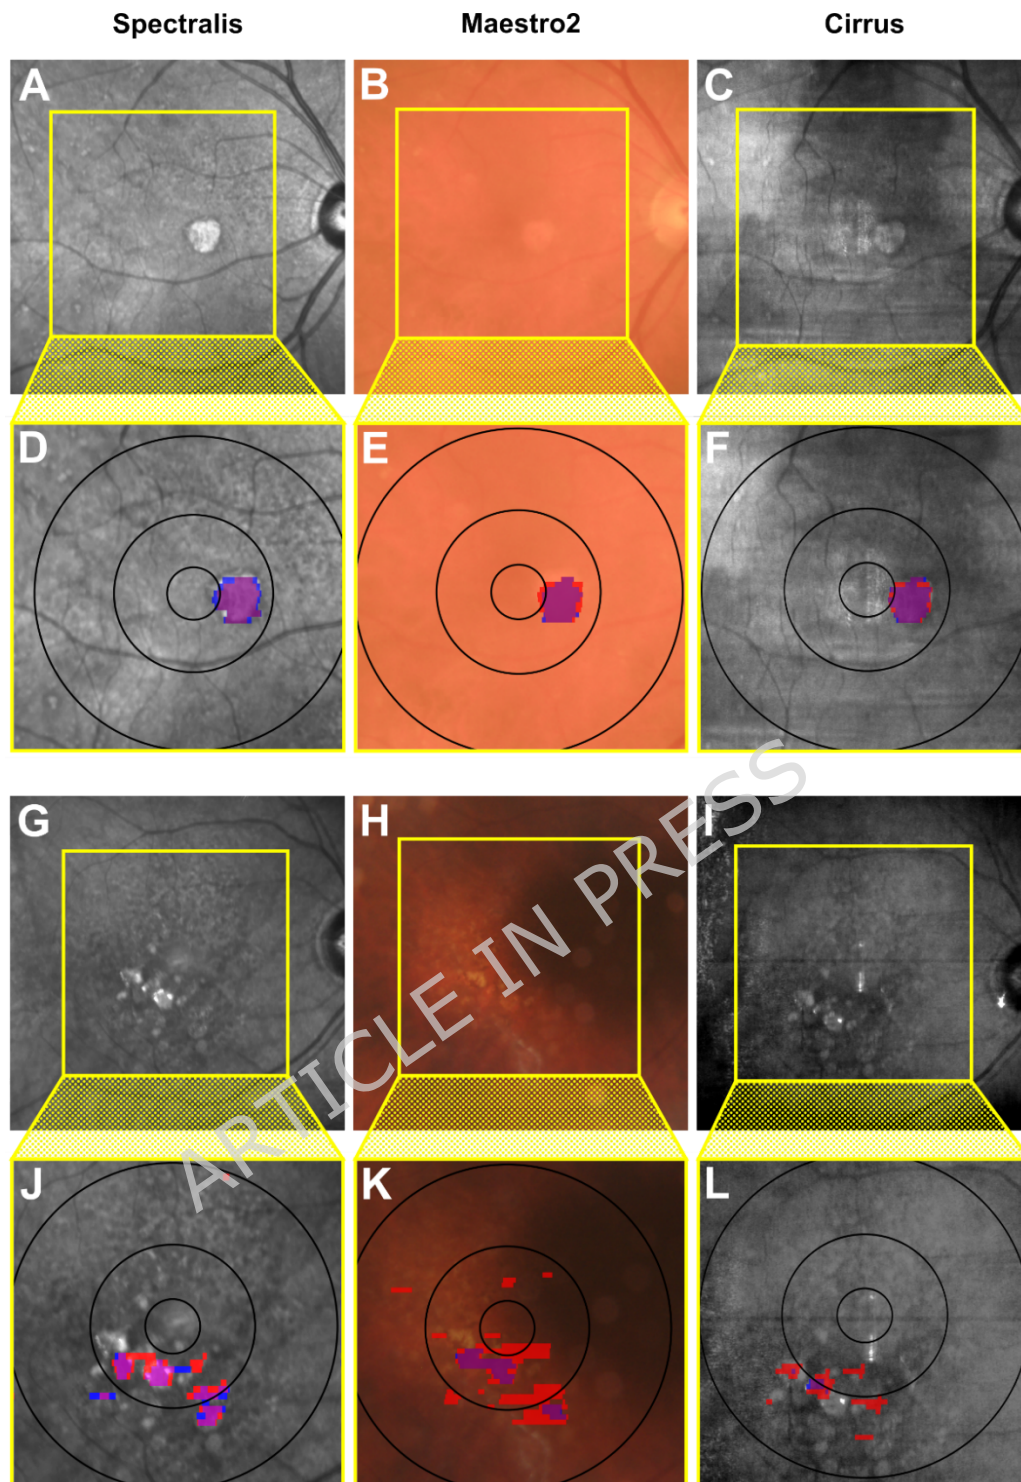 Spectralis Maestro2 Cirrus
A B C
D E F
G H I
ARTICLE IN PRESS
J K L